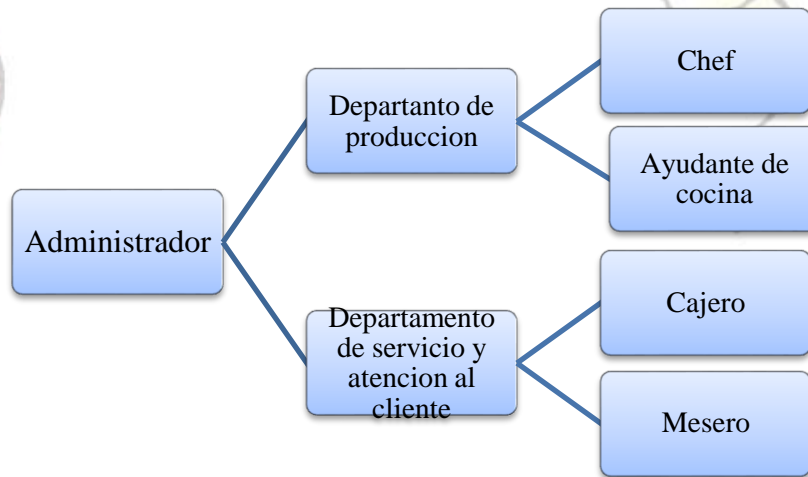 Chef
Departanto de
produccion
Ayudante de
cocina
Administrador
Departamento
de servicio y
atencion al
cliente
Cajero
Mesero